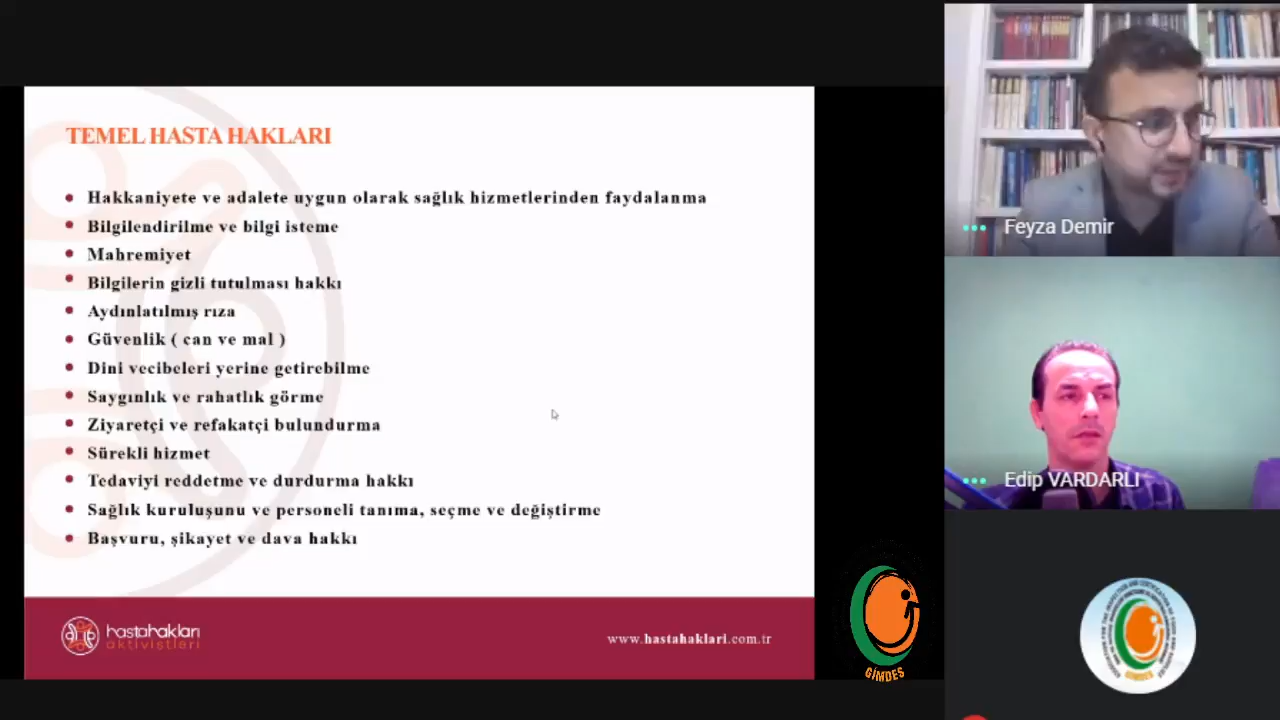 TEMEL HASTA HAKLARI
Hakkaniyete ve adalete uygun olarak sağlık hizmetlerinden faydalanma
Bilgilendirilme ve bilgi isteme
Mahremiyet
Bilgilerin gizli tutulması hakkı
Aydınlatılmış rıza
Güvenlik ( can ve mal )
Dini vecibeleri yerine getirebilme
Saygınlık ve rahatlık görme
Ziyaretçi ve refakatçi bulundurma
Sürekli hizmet
Tedaviyi reddetme ve durdurma hakkı
Sağlık kuruluşunu ve personeli tanıma, seçme ve değiştirme
Başvuru, şikayet ve dava hakkı
hastahakları
aktivistleri
www.hastahaklari.com.tr
GİMDES
Feyza Demir
Edip VARDARLI
GİMDES